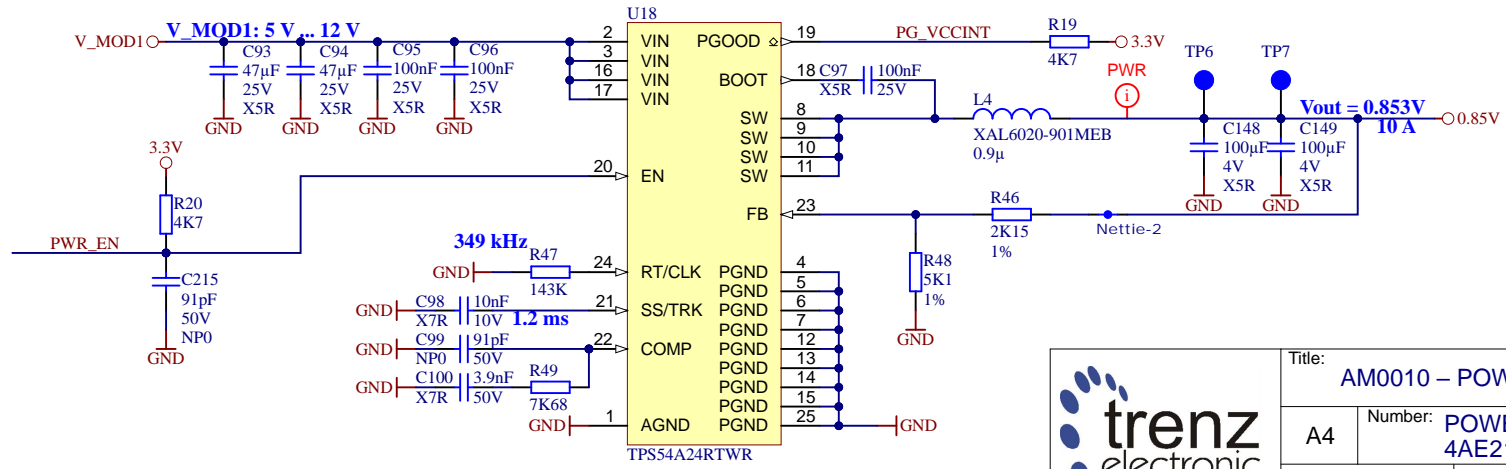 U18
V_MOD1
V_MOD1: 5 V ... 12 V
C93
47µF
25V
X5R
GND
C94
47µF
25V
X5R
GND
C95
100nF
25V
X5R
GND
C96
100nF
25V
X5R
GND
2
3
16
17
VIN
VIN
VIN
VIN
PGOOD
19
PG_VCCINT
R19
4K7
3.3V
BOOT
18
C97
X5R
100nF
25V
SW
8
SW
9
SW
10
SW
11
L4
XAL6020-901MEB
0.9µ
PWR
i
TP6
TP7
Vout = 0.853V
10 A
0.85V
C148
100µF
4V
X5R
GND
C149
100µF
4V
X5R
GND
3.3V
R20
4K7
PWR_EN
C215
91pF
50V
NP0
GND
20
EN
FB
23
R46
2K15
1%
Nettie-2
R48
5K1
1%
GND
349 kHz
GND
R47
143K
24
RT/CLK
GND
C98
X7R
10nF
10V
1.2 ms
21
SS/TRK
GND
C99
NP0
91pF
50V
22
COMP
GND
C100
X7R
3.9nF
50V
R49
7K68
GND
1
AGND
PGND
4
PGND
5
PGND
6
PGND
7
PGND
12
PGND
13
PGND
14
PGND
15
PGND
25
GND
TPS54A24RTWR
trenz
electronic
Title:
AM0010 – POW
A4
Number:
POWE
4AE2